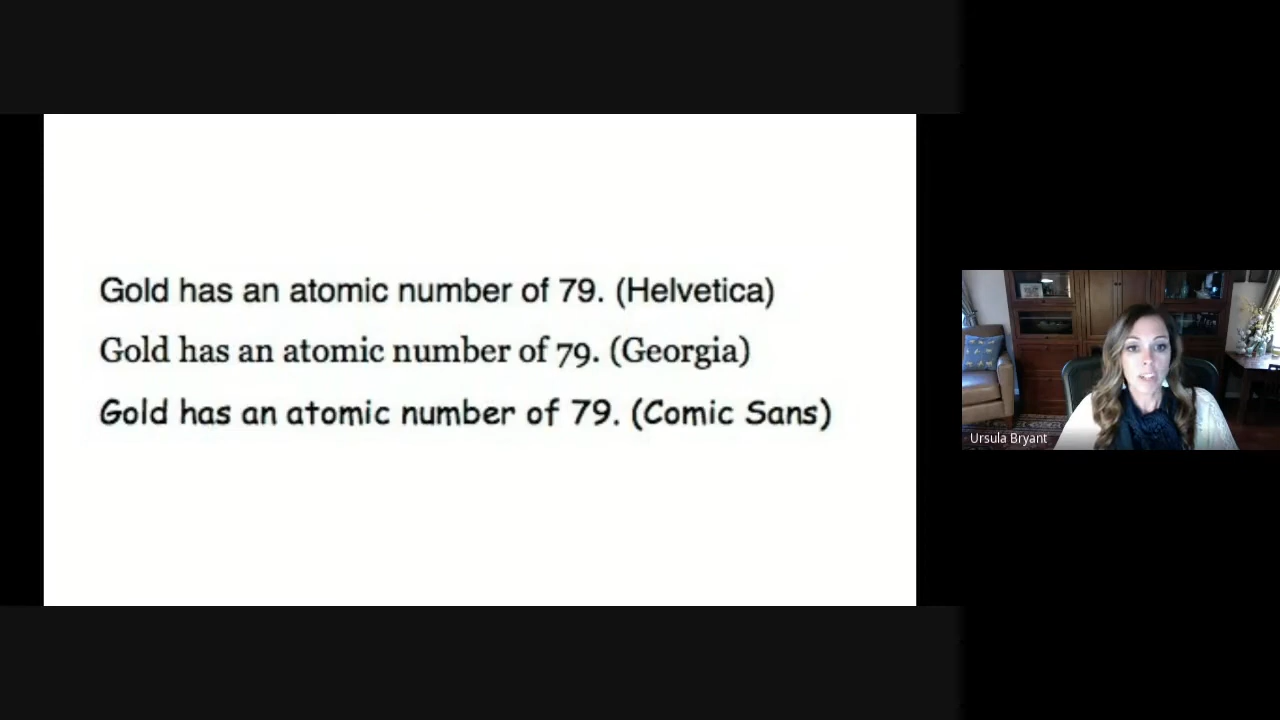 Gold has an atomic number of 79. (Helvetica)
Gold has an atomic number of 79. (Georgia)
Gold has an atomic number of 79. (Comic Sans)
Ursula Bryant